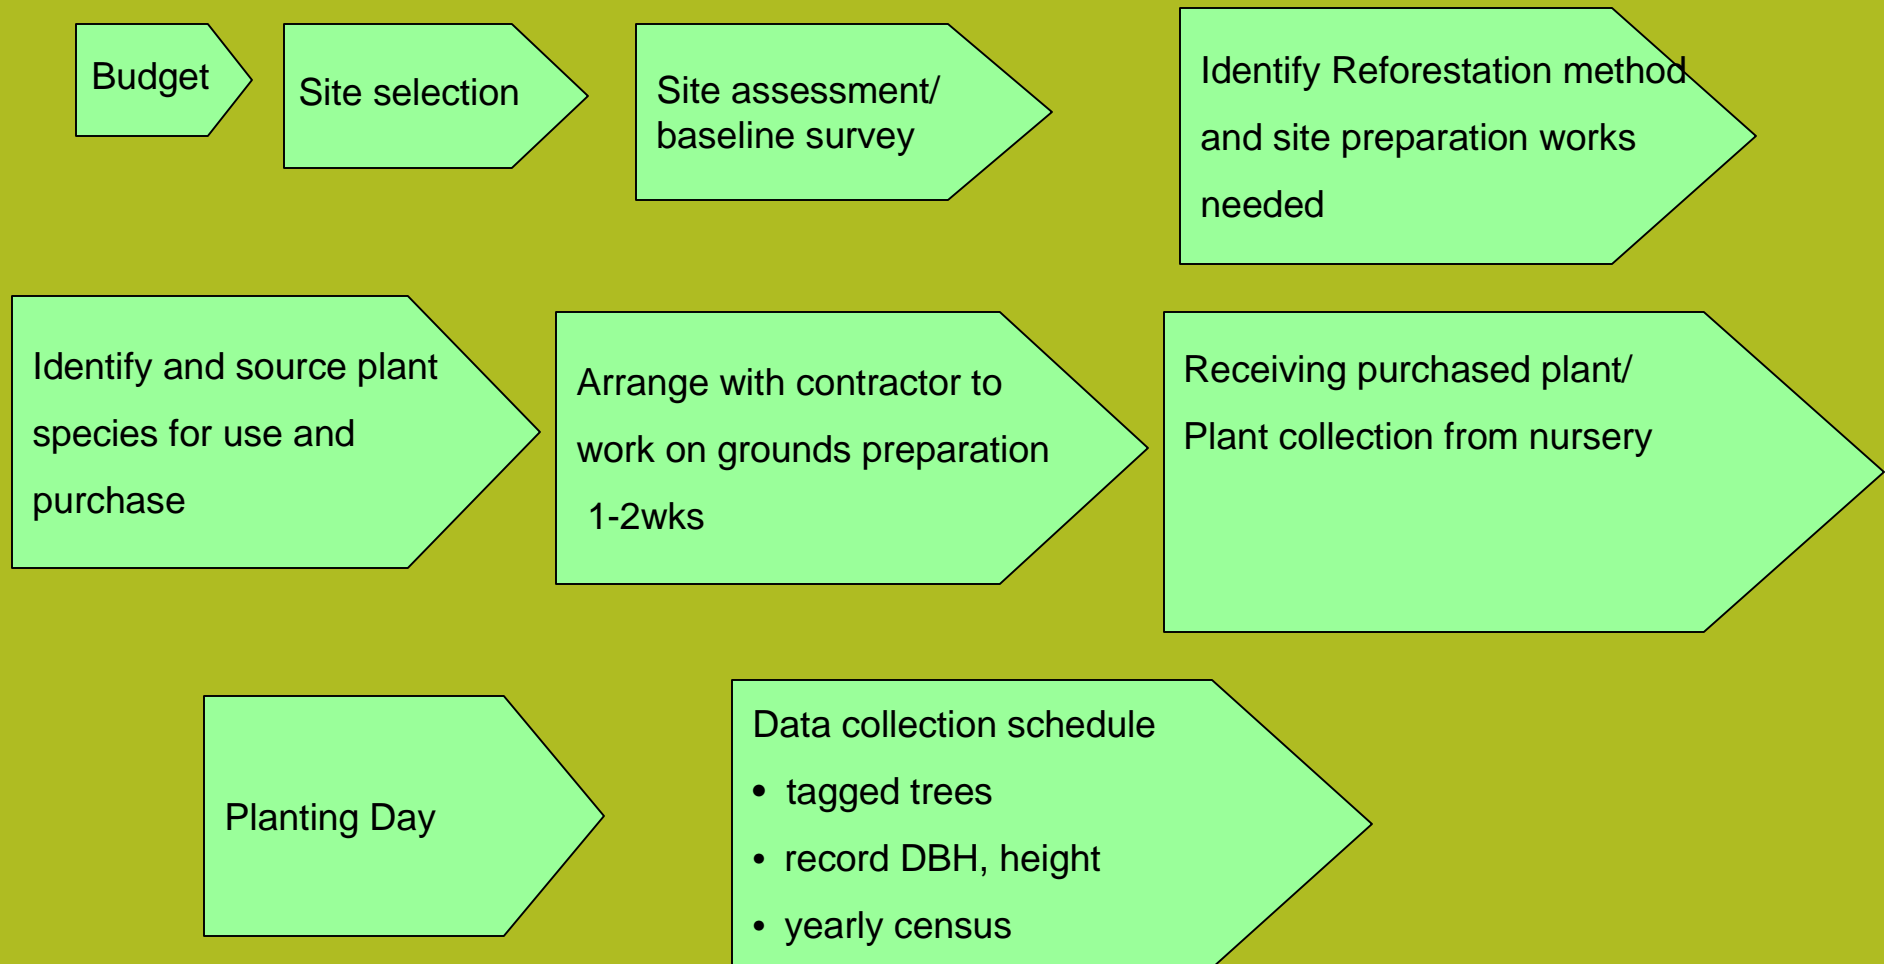 Budget
Site selection
Site assessment/
baseline survey
Identify Reforestation method
and site preparation works
needed
Identify and source plant
species for use and
purchase
Arrange with contractor to
work on grounds preparation
1-2wks
Receiving purchased plant/
Plant collection from nursery
Planting Day
Data collection schedule
• tagged trees
• record DBH, height
• yearly census